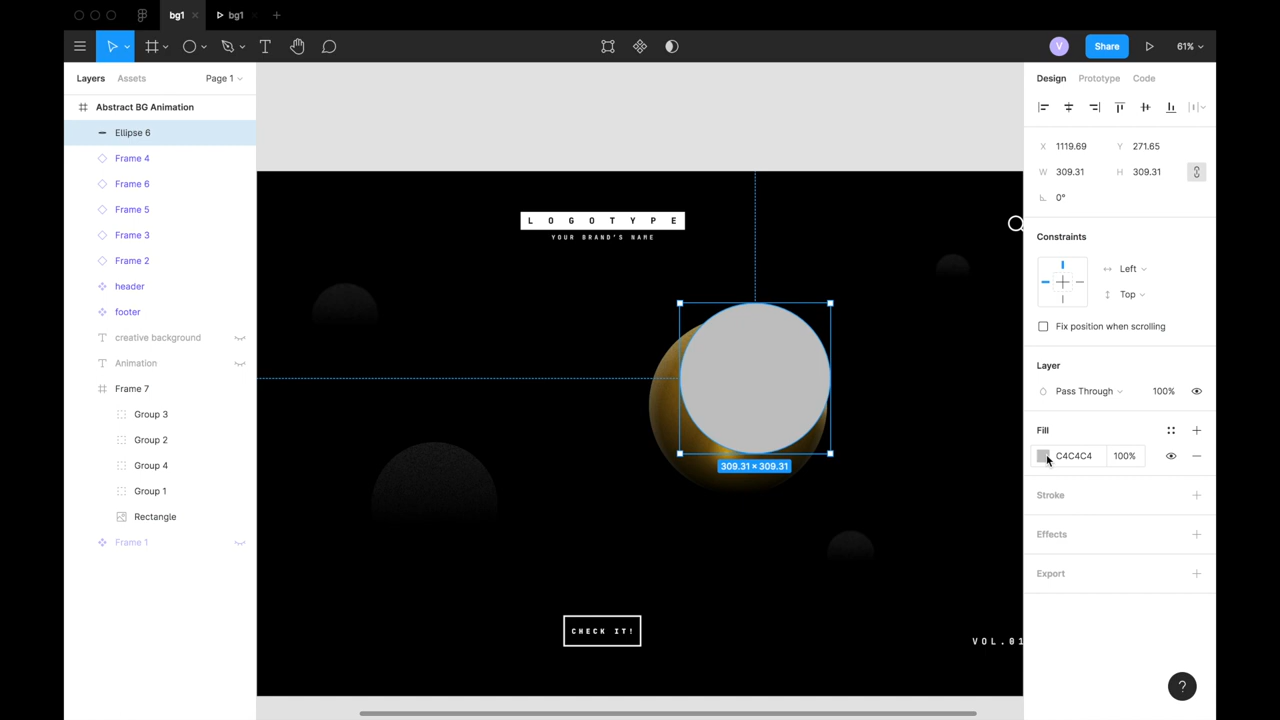 bg1
bg1
V
Share
61%
Layers
Assets
Page 1
Design
Prototype
Code
Abstract BG Animation
Ellipse 6
Frame 4
Frame 6
Frame 5
Frame 3
Frame 2
header
footer
creative background
Animation
Frame 7
Group 3
Group 2
Group 4
Group 1
Rectangle
Frame 1
LOGOTYPE
YOUR BRAND'S NAME
309.31 × 309.31
CHECK IT!
VOL.01
X 1119.69 Y 271.65
W 309.31 H 309.31
0°
Constraints
Left
Top
Fix position when scrolling
Layer
Pass Through 100%
Fill
C4C4C4 100%
Stroke
Effects
Export
?